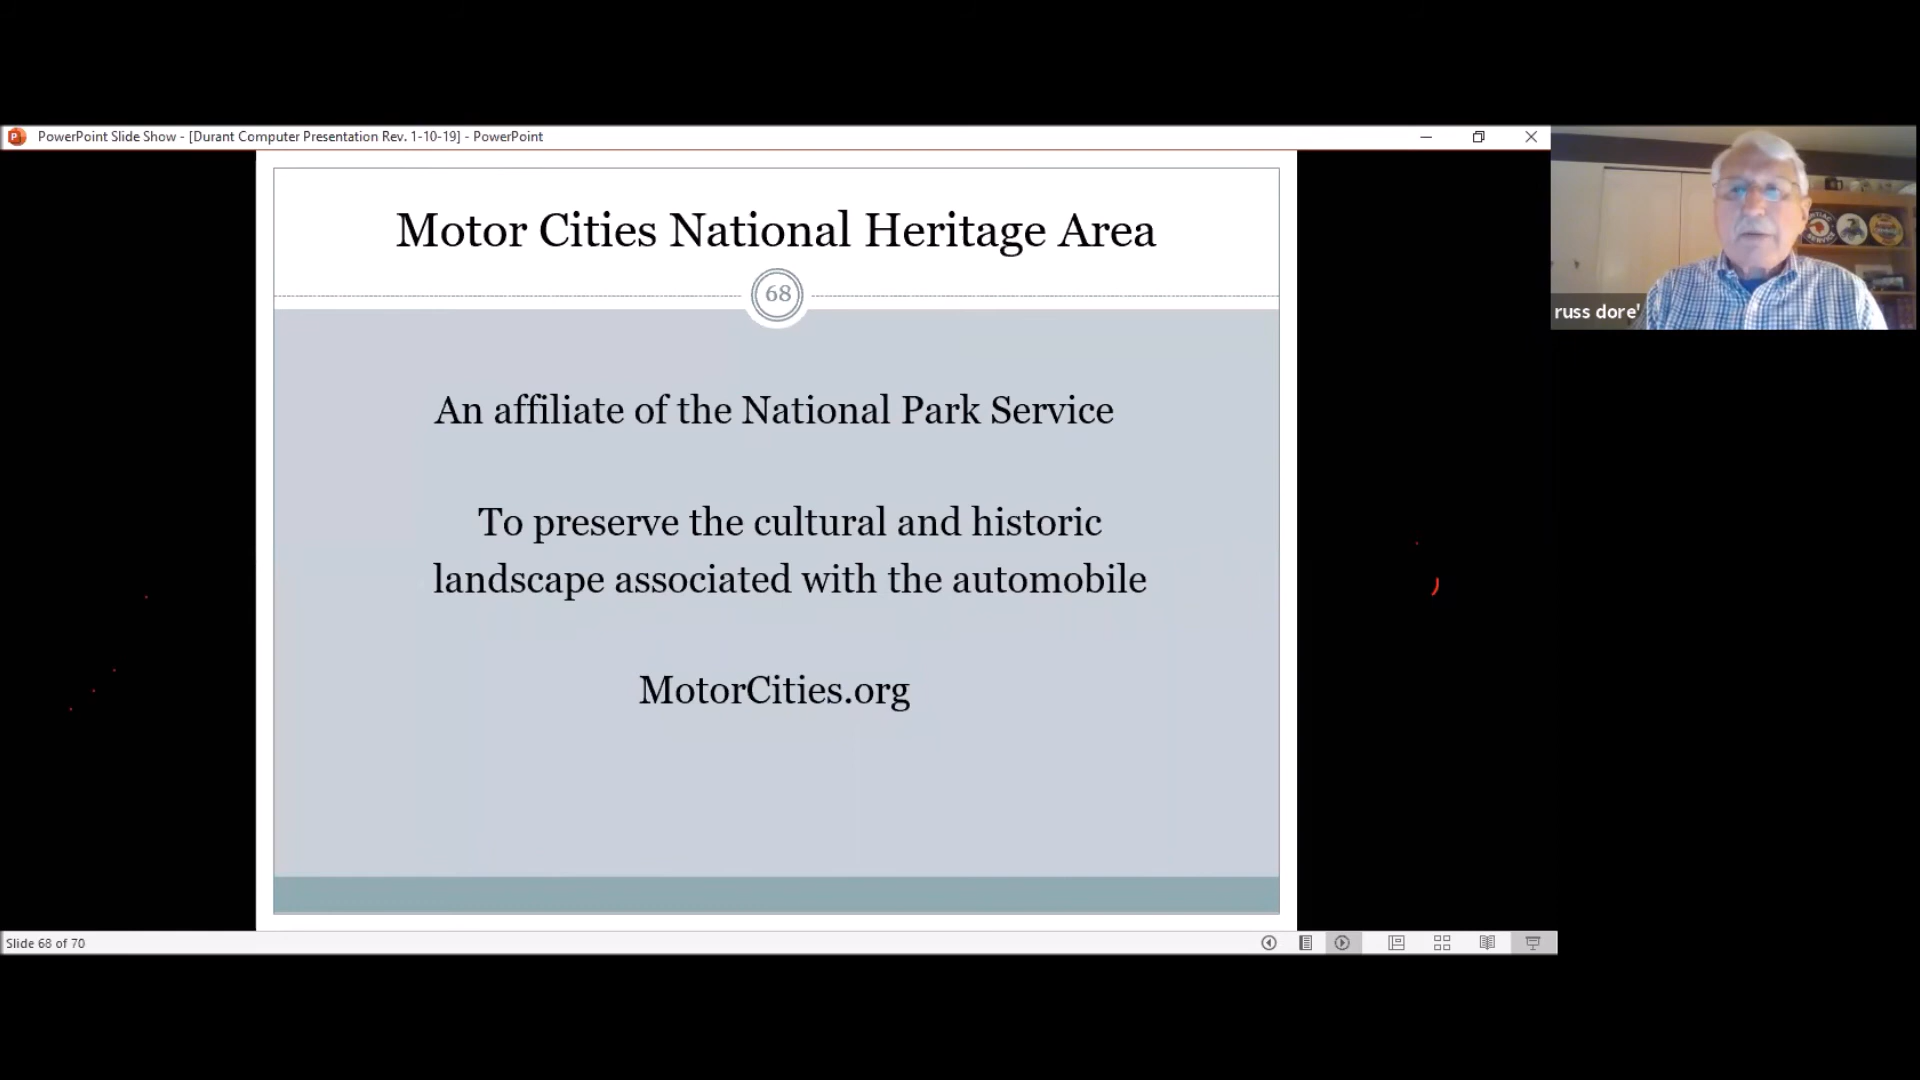 PowerPoint Slide Show - [Durant Computer Presentation Rev. 1-10-19] - PowerPoint
Motor Cities National Heritage Area
68
An affiliate of the National Park Service
To preserve the cultural and historic
landscape associated with the automobile
MotorCities.org
russ dore'
Slide 68 of 70